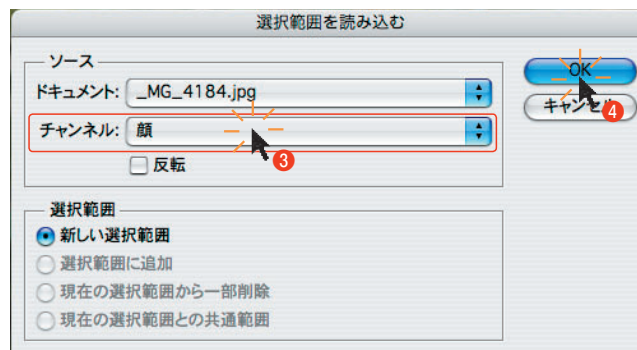 選択範囲を読み込む
ソース
ドキュメント: _MG_4184.jpg
チャンネル: 顔
反転
OK
キャンセル
3
4
選択範囲
新しい選択範囲
選択範囲に追加
現在の選択範囲から一部削除
現在の選択範囲との共通範囲